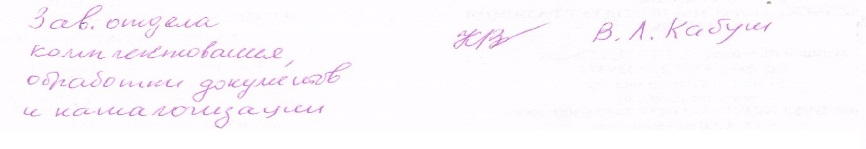 Зав. отдела
комплектования,
обработки документов
и каталогизации
В. Л. Кабуш